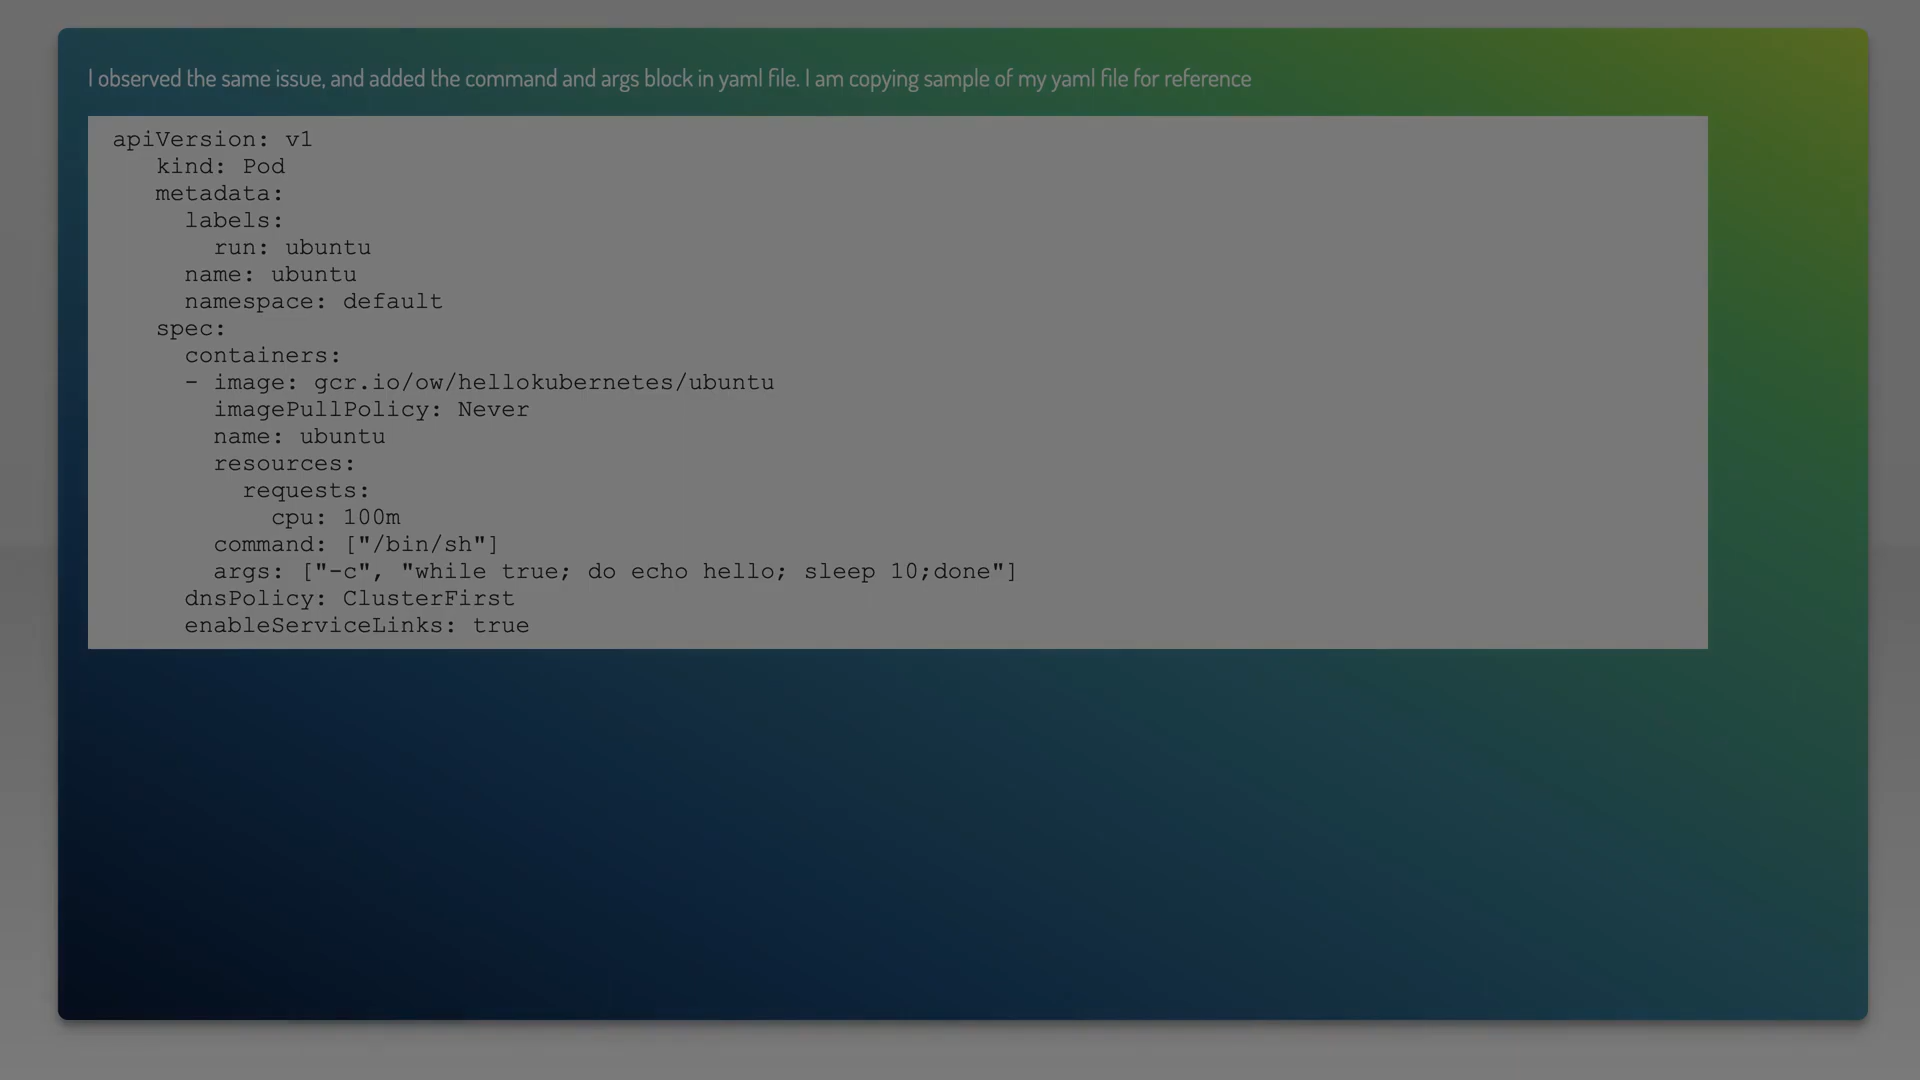 I observed the same issue, and added the command and args block in yaml file. I am copying sample of my yaml file for reference
apiVersion: v1
   kind: Pod
   metadata:
     labels:
       run: ubuntu
     name: ubuntu
     namespace: default
   spec:
     containers:
     - image: gcr.io/ow/hellokubernetes/ubuntu
       imagePullPolicy: Never
       name: ubuntu
       resources:
         requests:
           cpu: 100m
       command: ["/bin/sh"]
       args: ["-c", "while true; do echo hello; sleep 10;done"]
     dnsPolicy: ClusterFirst
     enableServiceLinks: true